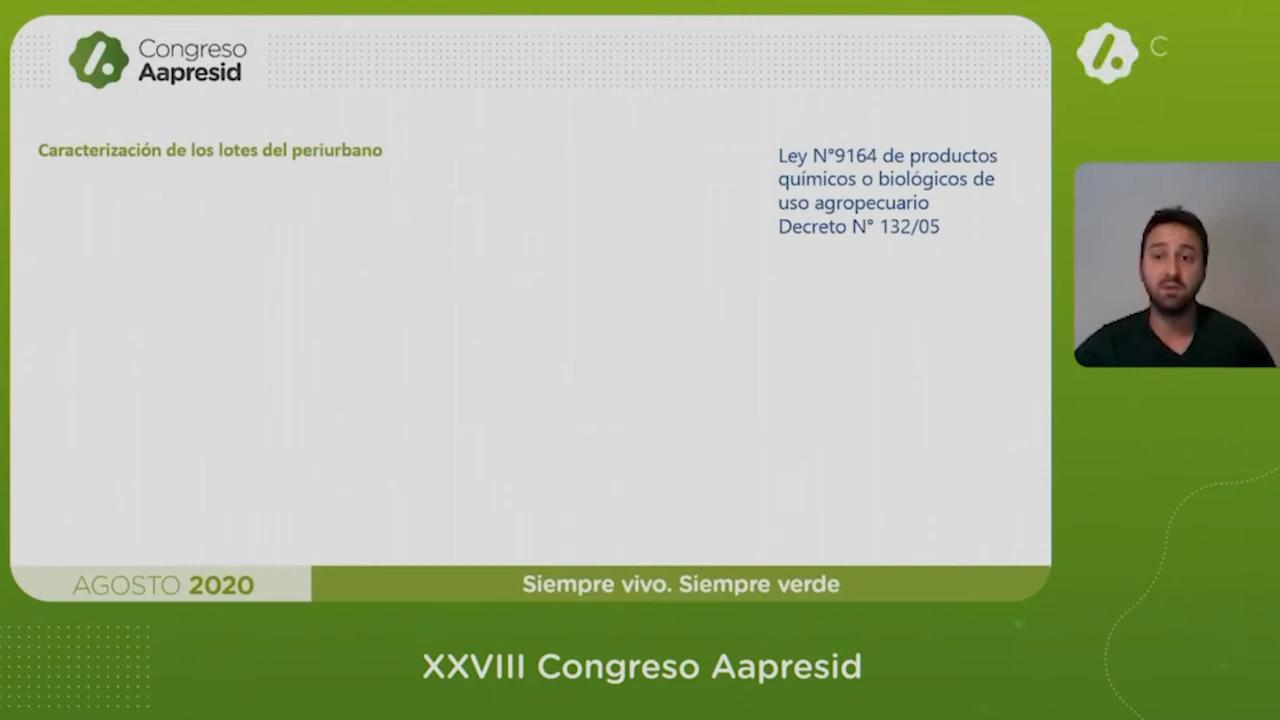 Congreso
Aapresid
C
Caracterización de los lotes del periurbano
Ley N°9164 de productos
químicos o biológicos de
uso agropecuario
Decreto N° 132/05
AGOSTO 2020
Siempre vivo. Siempre verde
XXVIII Congreso Aapresid